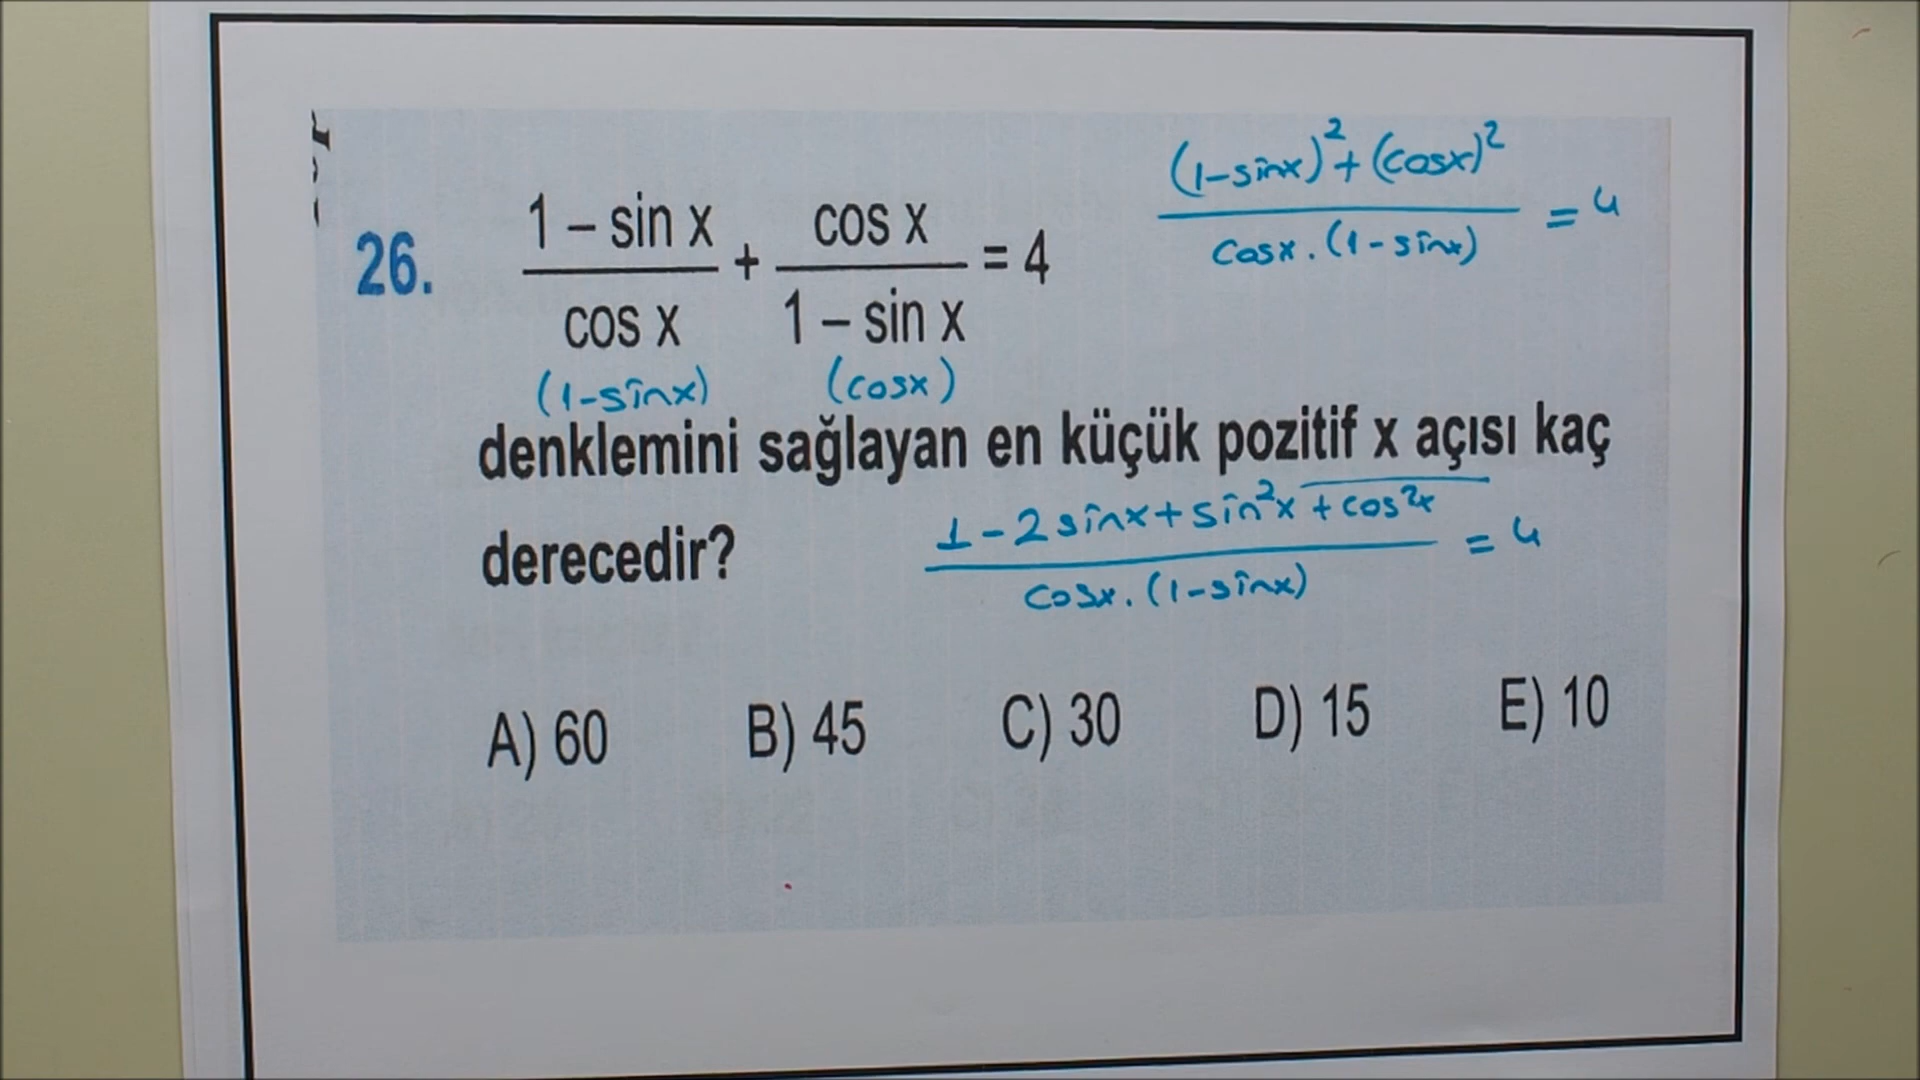 26. (1 – sin x)/(cos x) + (cos x)/(1 – sin x) = 4
(1-sinx) (cosx)
((1-sinx)² + (cosx)²)/(cosx.(1-sinx)) = 4
denklemini sağlayan en küçük pozitif x açısı kaç
derecedir?
(1-2sinx+sin²x+cos²x)/(cosx.(1-sinx)) = 4
A) 60 B) 45 C) 30 D) 15 E) 10